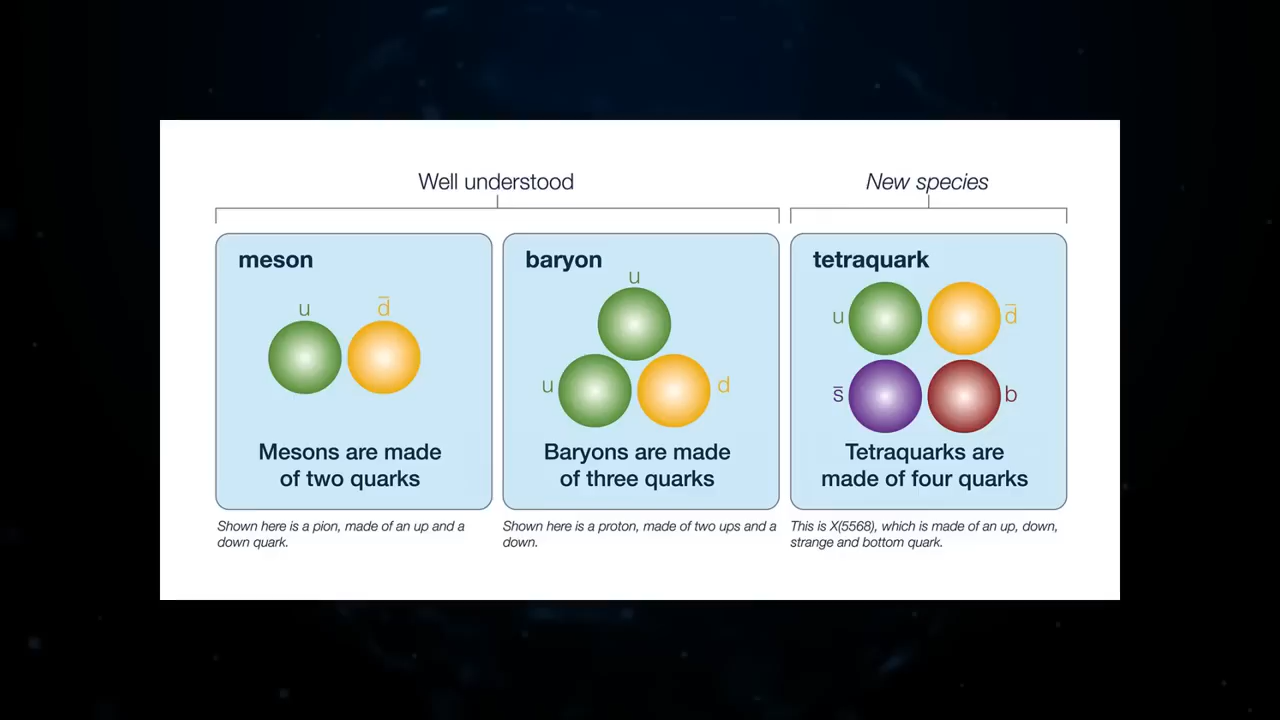 Well understood
New species
meson
u
d̄
Mesons are made
of two quarks
Shown here is a pion, made of an up and a
down quark.
baryon
u
u
d
Baryons are made
of three quarks
Shown here is a proton, made of two ups and a
down.
tetraquark
u
d̄
s̄
b
Tetraquarks are
made of four quarks
This is X(5568), which is made of an up, down,
strange and bottom quark.